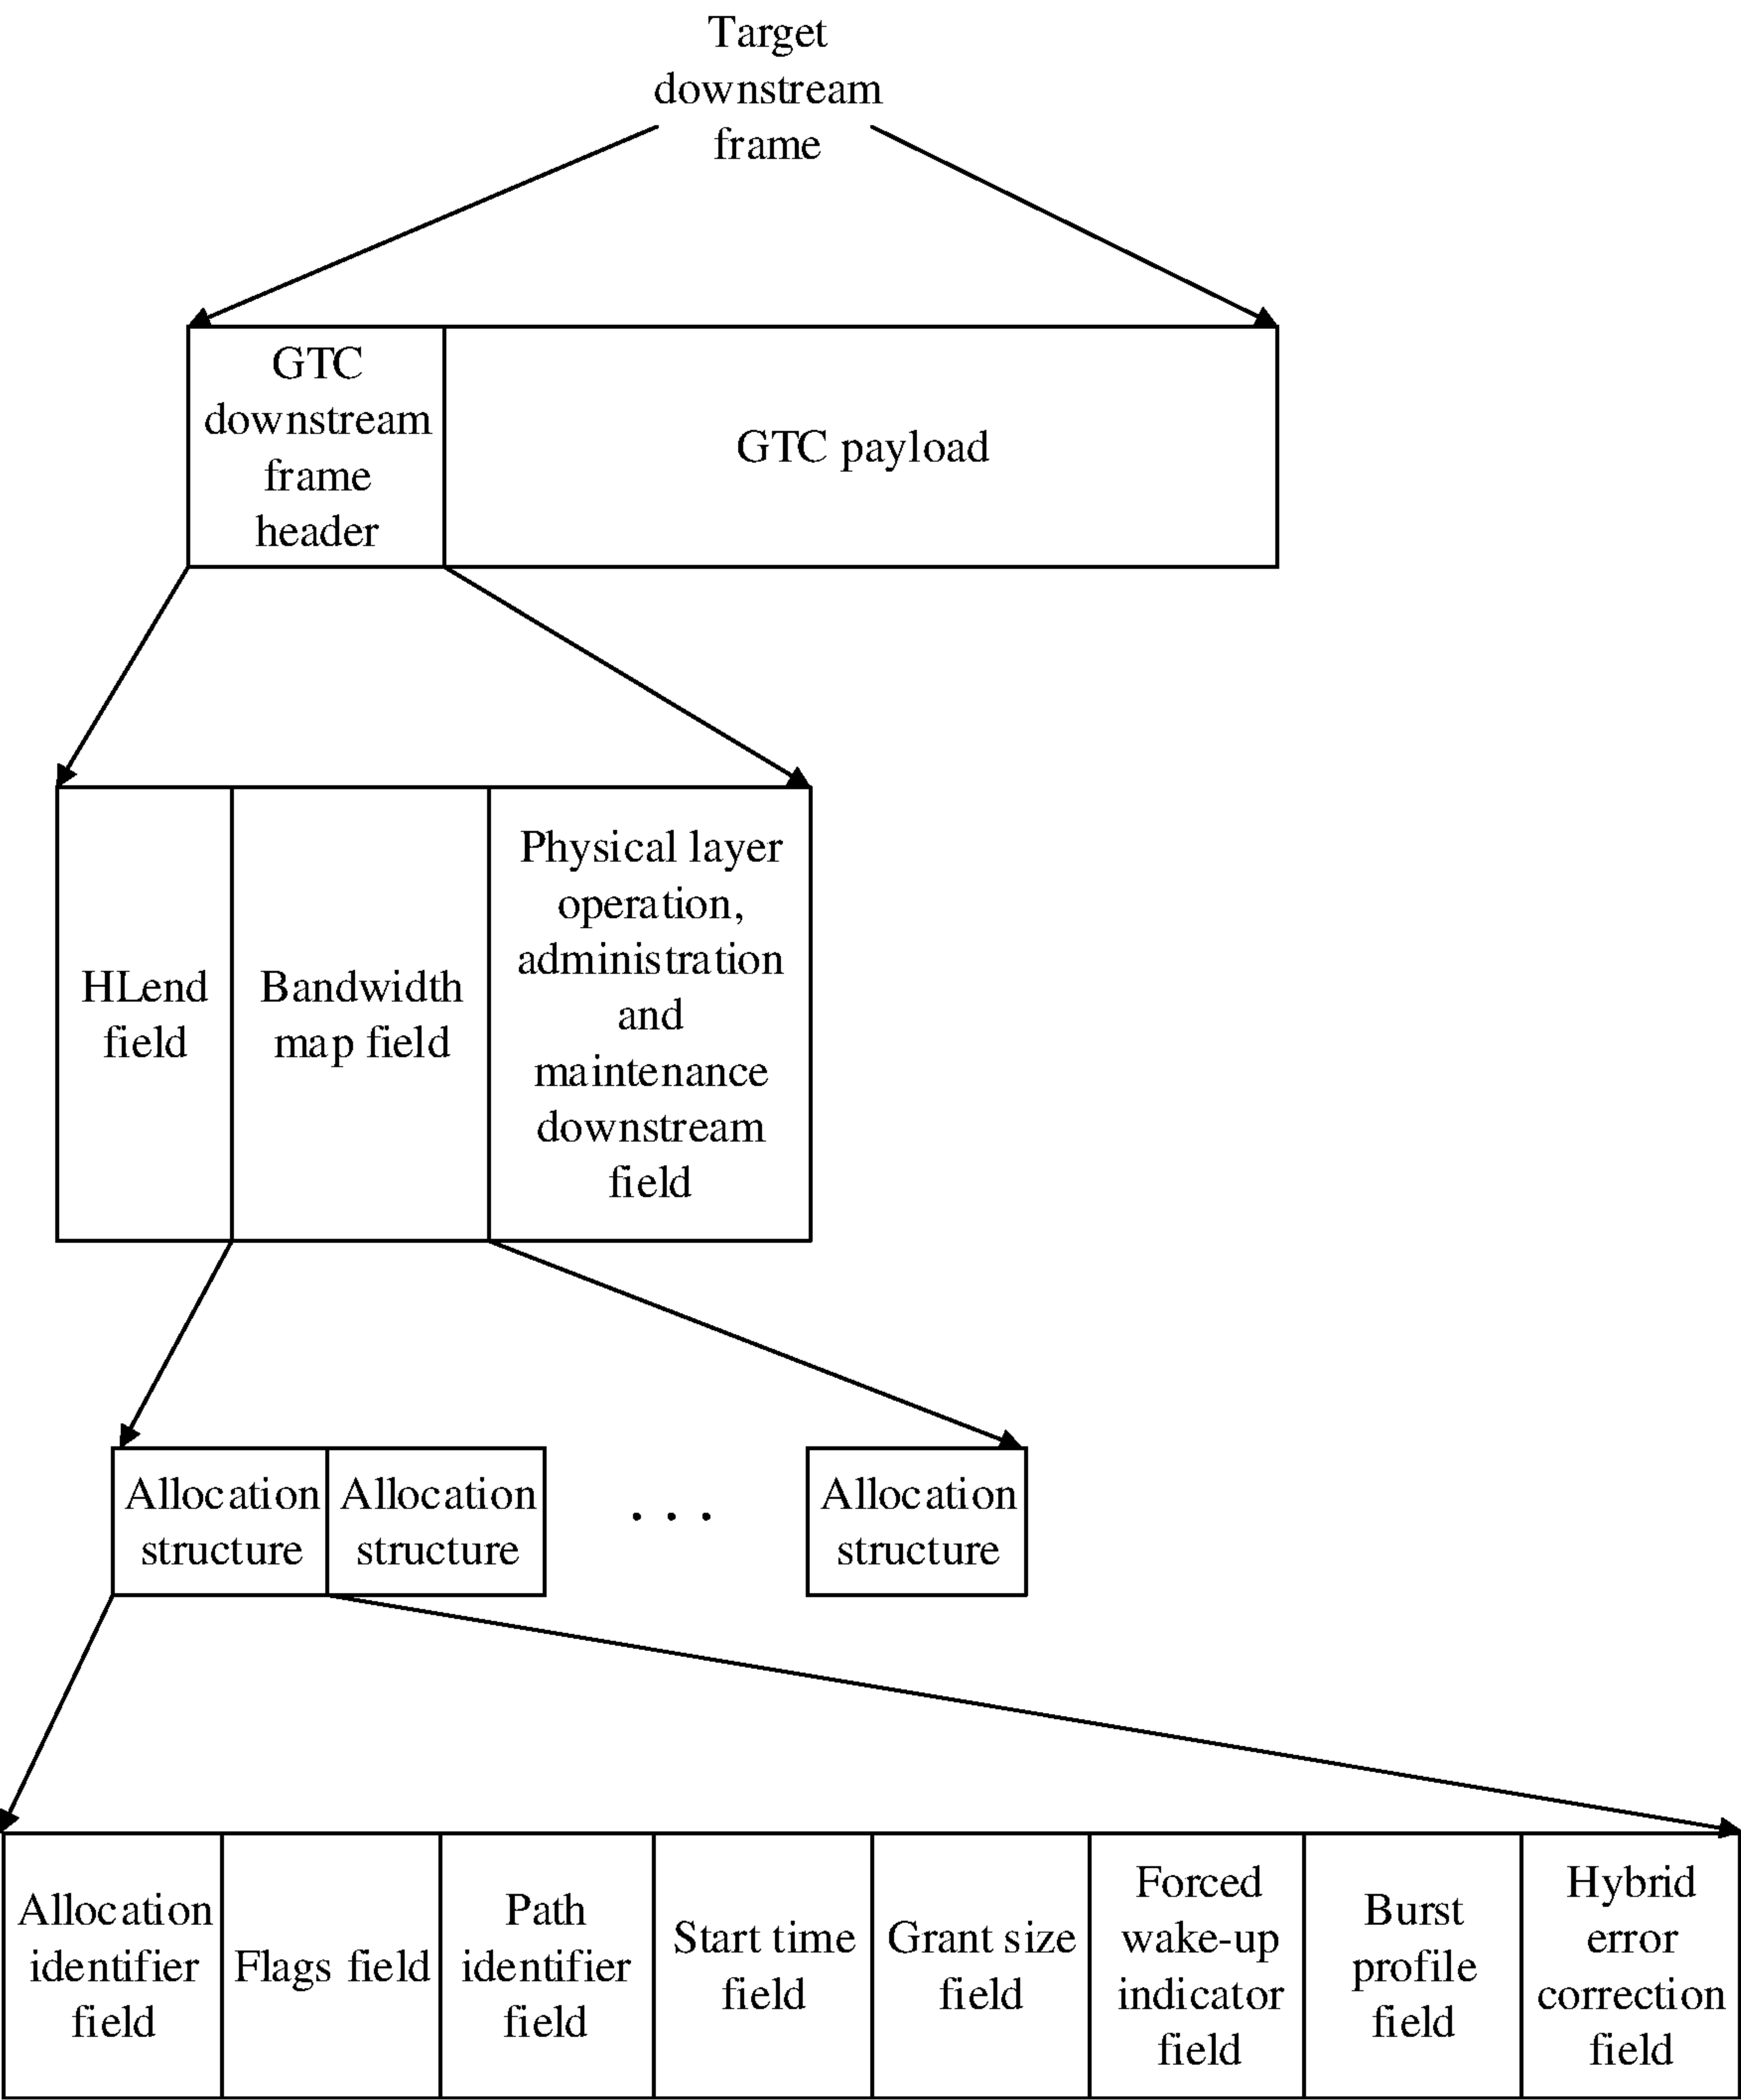 Target
downstream
frame
GTC
downstream
frame
header
GTC payload
HLend
field
Bandwidth
map field
Physical layer
operation,
administration
and
maintenance
downstream
field
Allocation
structure
Allocation
structure
. . .
Allocation
structure
Allocation
identifier
field
Flags field
Path
identifier
field
Start time
field
Grant size
field
Forced
wake-up
indicator
field
Burst
profile
field
Hybrid
error
correction
field